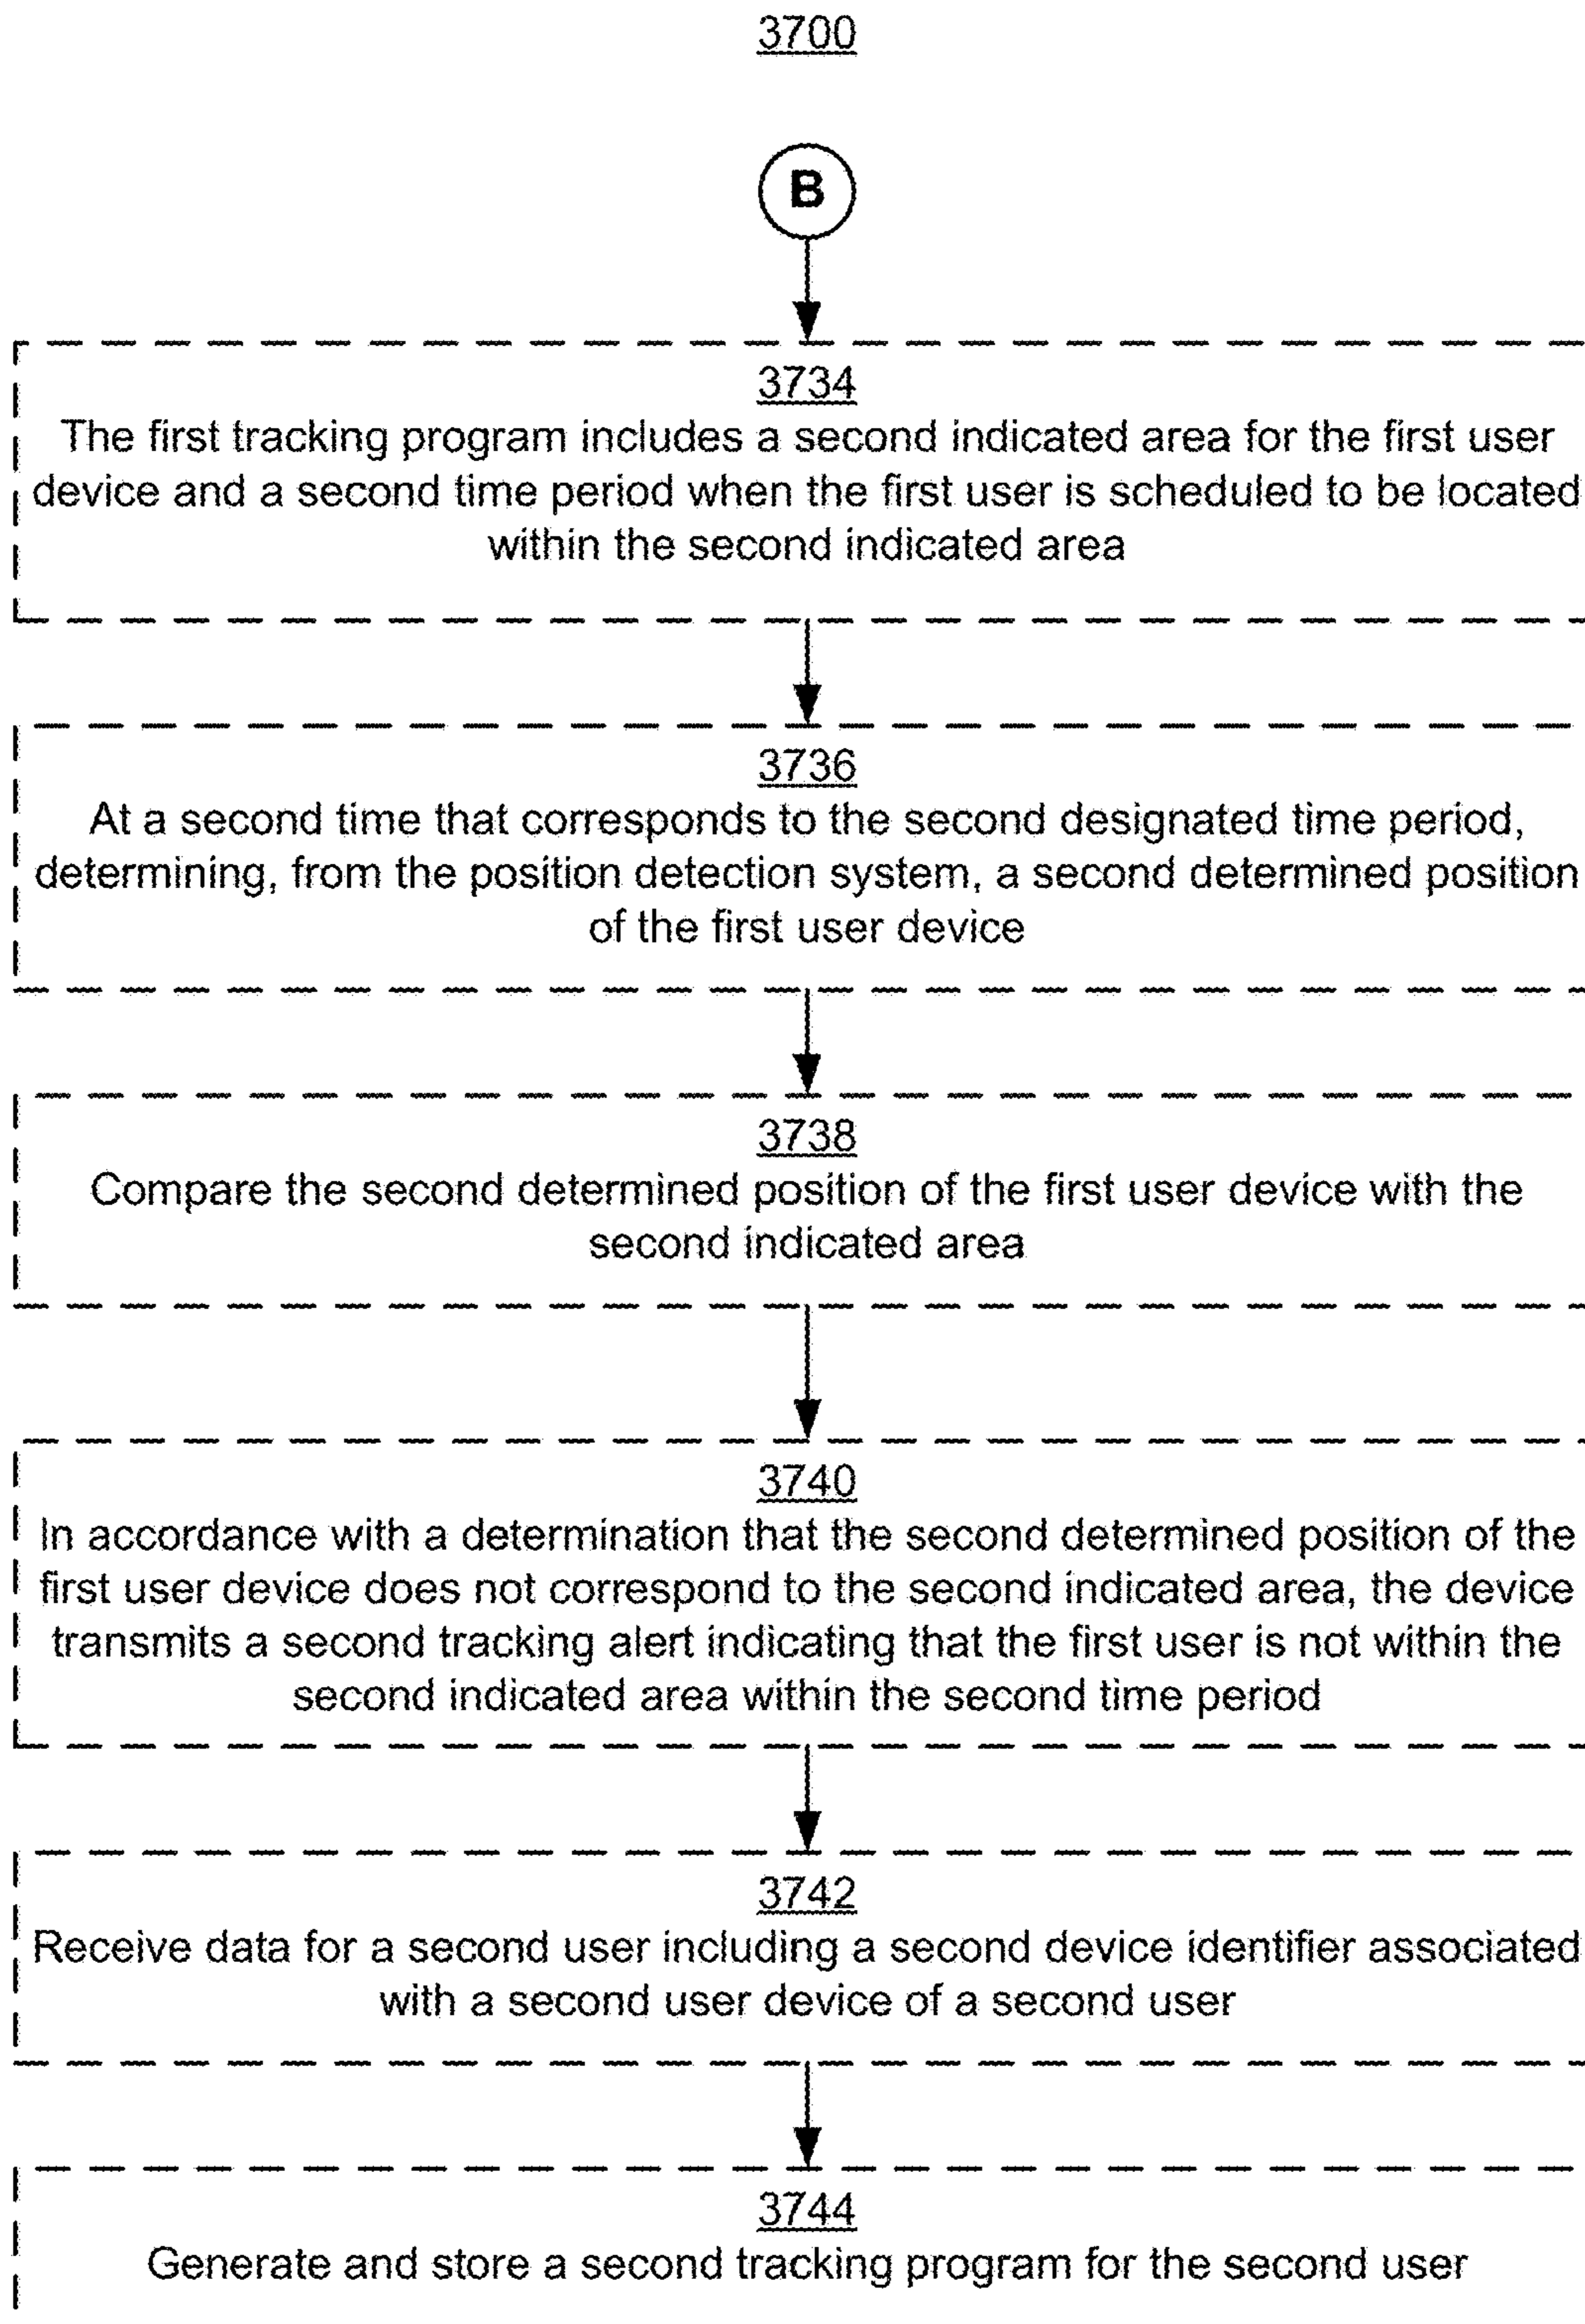 3700
B
3734
The first tracking program includes a second indicated area for the first user
device and a second time period when the first user is scheduled to be located
within the second indicated area
3736
At a second time that corresponds to the second designated time period,
determining, from the position detection system, a second determined position
of the first user device
3738
Compare the second determined position of the first user device with the
second indicated area
3740
In accordance with a determination that the second determined position of the
first user device does not correspond to the second indicated area, the device
transmits a second tracking alert indicating that the first user is not within the
second indicated area within the second time period
3742
Receive data for a second user including a second device identifier associated
with a second user device of a second user
3744
Generate and store a second tracking program for the second user